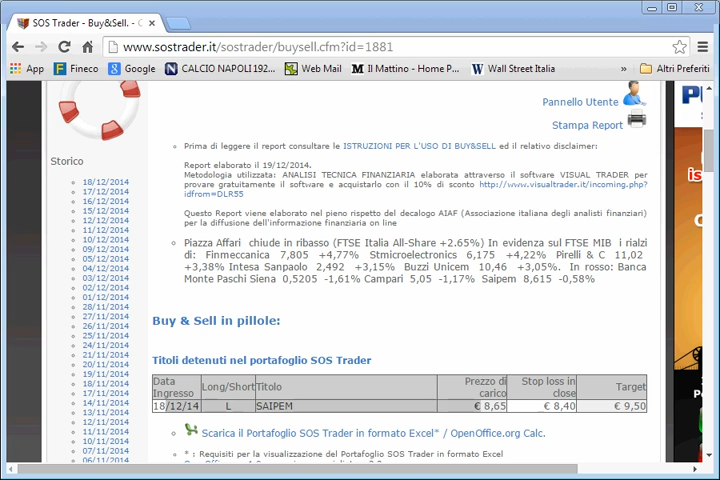 SOS Trader - Buy&Sell. - C
www.sostrader.it/sostrader/buysell.cfm?id=1881
App Fineco Google CALCIO NAPOLI 192... Web Mail Il Mattino - Home P... Wall Street Italia » Altri Preferiti
Pannello Utente
Stampa Report
Storico
18/12/2014
17/12/2014
16/12/2014
15/12/2014
12/12/2014
11/12/2014
10/12/2014
09/12/2014
05/12/2014
04/12/2014
03/12/2014
02/12/2014
01/12/2014
28/11/2014
27/11/2014
26/11/2014
25/11/2014
24/11/2014
21/11/2014
20/11/2014
19/11/2014
18/11/2014
17/11/2014
14/11/2014
13/11/2014
12/11/2014
11/11/2014
10/11/2014
07/11/2014
06/11/2014
Prima di leggere il report consultare le ISTRUZIONI PER L'USO DI BUY&SELL ed il relativo disclaimer:
Report elaborato il 19/12/2014.
Metodologia utilizzata: ANALISI TECNICA FINANZIARIA elaborata attraverso il software VISUAL TRADER per
provare gratuitamente il software e acquistarlo con il 10% di sconto http://www.visualtrader.it/incoming.php?
idfrom=DLR55
Questo Report viene elaborato nel pieno rispetto del decalogo AIAF (Associazione italiana degli analisti finanziari)
per la diffusione dell'informazione finanziaria on line
Piazza Affari chiude in ribasso (FTSE Italia All-Share +2.65%) In evidenza sul FTSE MIB i rialzi
di: Finmeccanica 7,805 +4,77% Stmicroelectronics 6,175 +4,22% Pirelli & C 11,02
+3,38% Intesa Sanpaolo 2,492 +3,15% Buzzi Unicem 10,46 +3,05%. In rosso: Banca
Monte Paschi Siena 0,5205 -1,61% Campari 5,05 -1,17% Saipem 8,615 -0,58%
Buy & Sell in pillole:
Titoli detenuti nel portafoglio SOS Trader
Data Ingresso Long/Short Titolo Prezzo di carico Stop loss in close Target
18/12/14 L SAIPEM € 8,65 € 8,40 € 9,50
Scarica il Portafoglio SOS Trader in formato Excel* / OpenOffice.org Calc.
* : Requisiti per la visualizzazione del Portafoglio SOS Trader in formato Excel